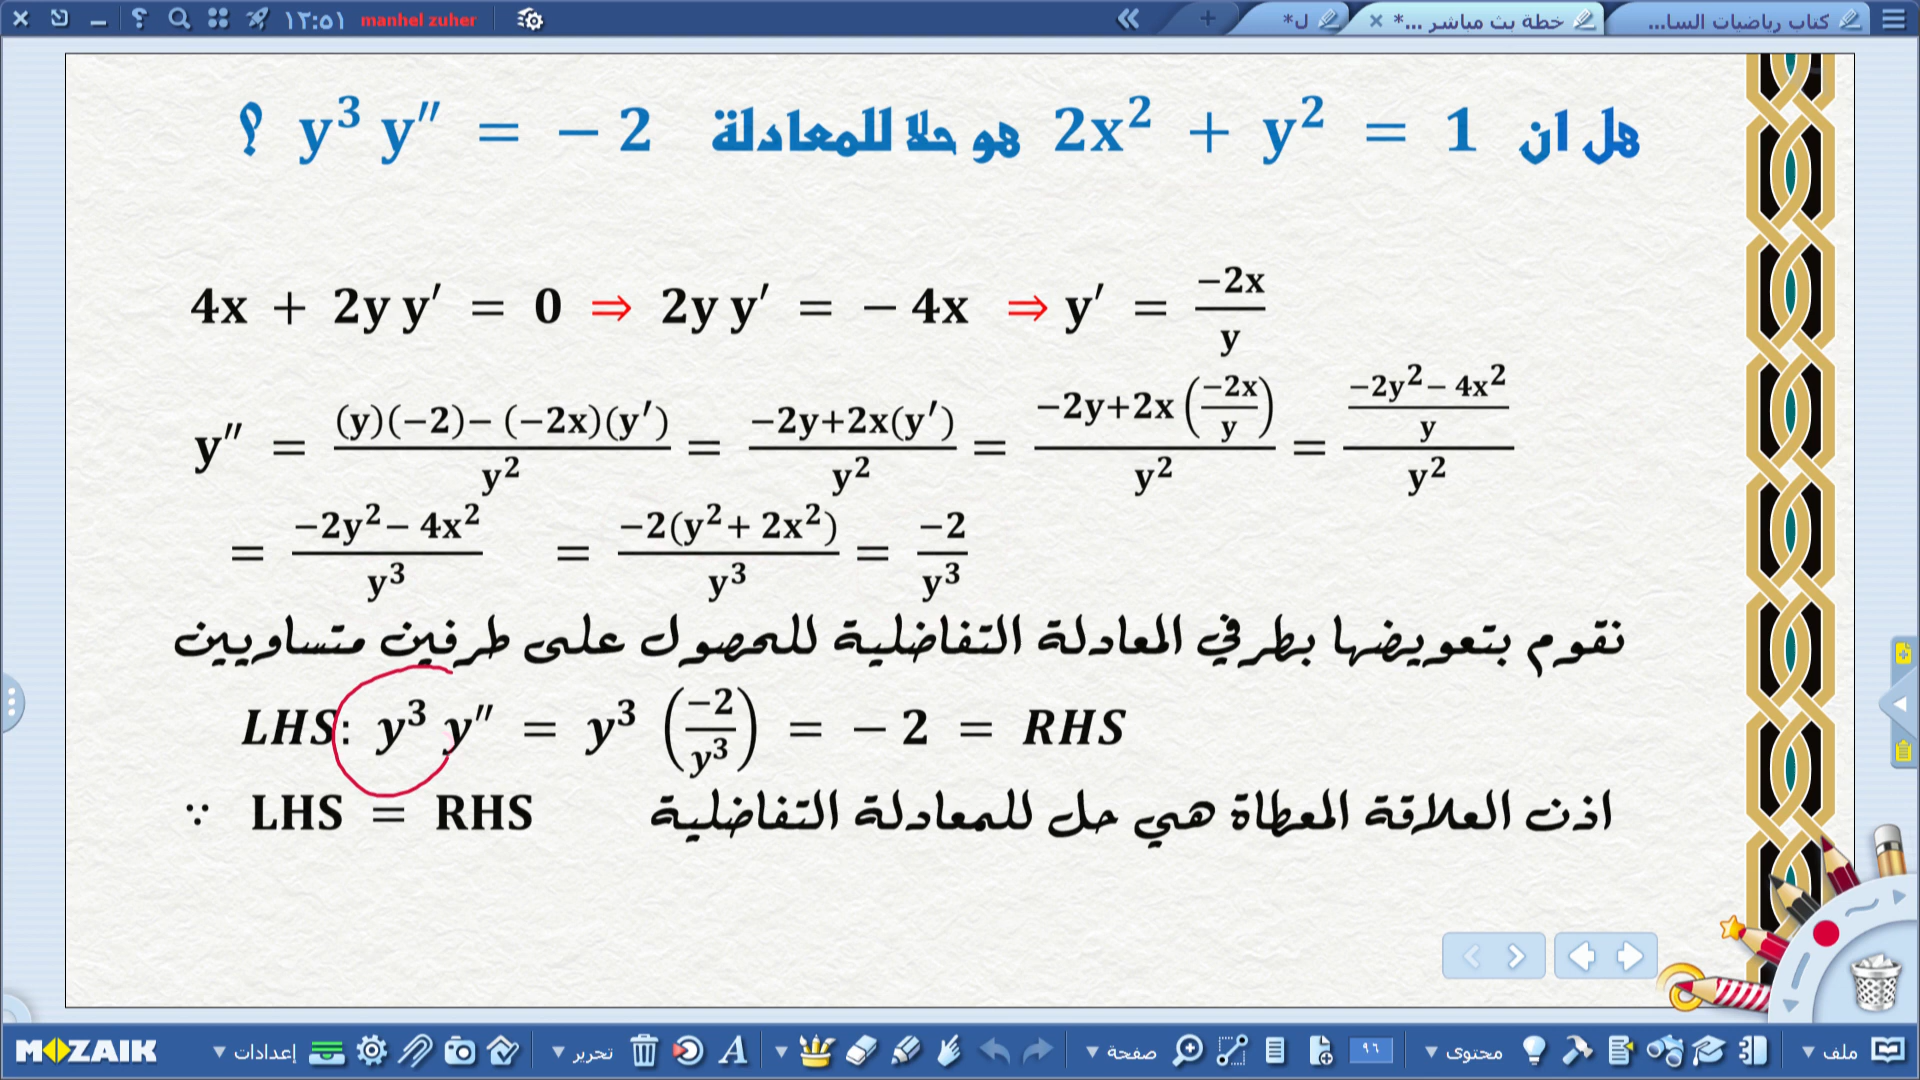 كتاب رياضيات السا...
خطة بث مباشر ...*
ل*
manhel zuher
١٢:٥١
هل ان 2x² + y² = 1 هو حلا للمعادلة y³ y″ = − 2 ؟
4x + 2y y′ = 0 ⇒ 2y y′ = − 4x ⇒ y′ = −2x/y
y″ = (y)(−2)− (−2x)(y′)/y² = −2y+2x(y′)/y² = −2y+2x(−2x/y)/y² = −2y²− 4x²/y/y²
= −2y²− 4x²/y³ = −2(y²+ 2x²)/y³ = −2/y³
نقوم بتعويضها بطرفي المعادلة التفاضلية للحصول على طرفين متساويين
LHS: y³ y″ = y³ (−2/y³) = − 2 = RHS
∵ LHS = RHS اذن العلاقة المعطاة هي حل للمعادلة التفاضلية
ملف
محتوى
٩٦
صفحة
A
تحرير
إعدادات
MOZAIK